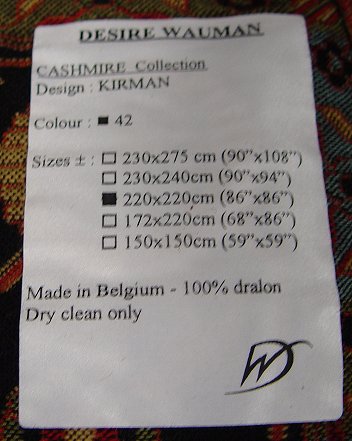 DESIRE WAUMAN
CASHMIRE Collection
Design : KIRMAN
Colour : ■ 42
Sizes ± : □ 230x275 cm (90”x108”)
□ 230x240cm (90”x94”)
■ 220x220cm (86”x86”)
□ 172x220cm (68”x86”)
□ 150x150cm (59”x59”)
Made in Belgium - 100% dralon
Dry clean only